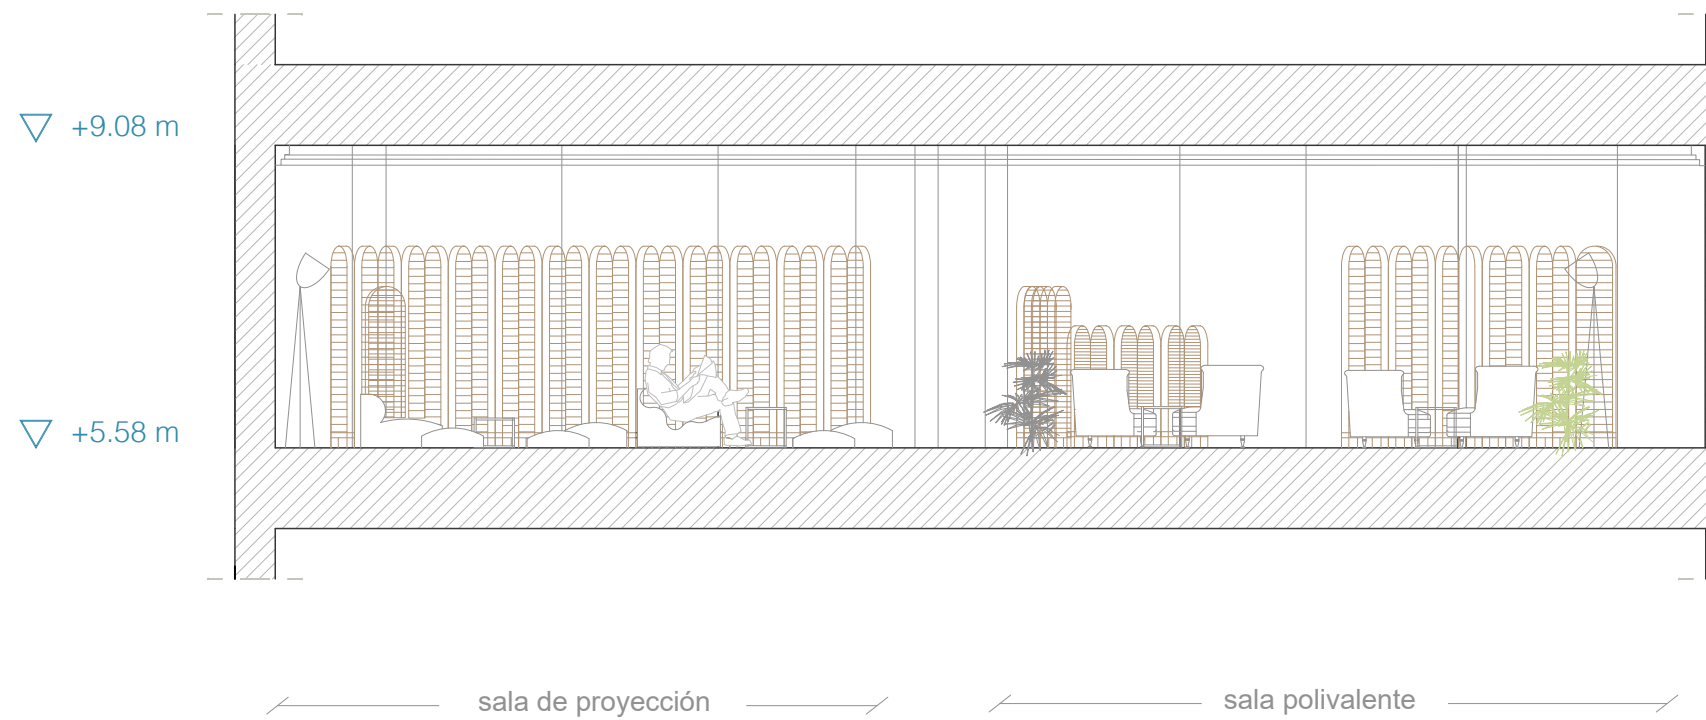 +9.08 m
+5.58 m
sala de proyección
sala polivalente